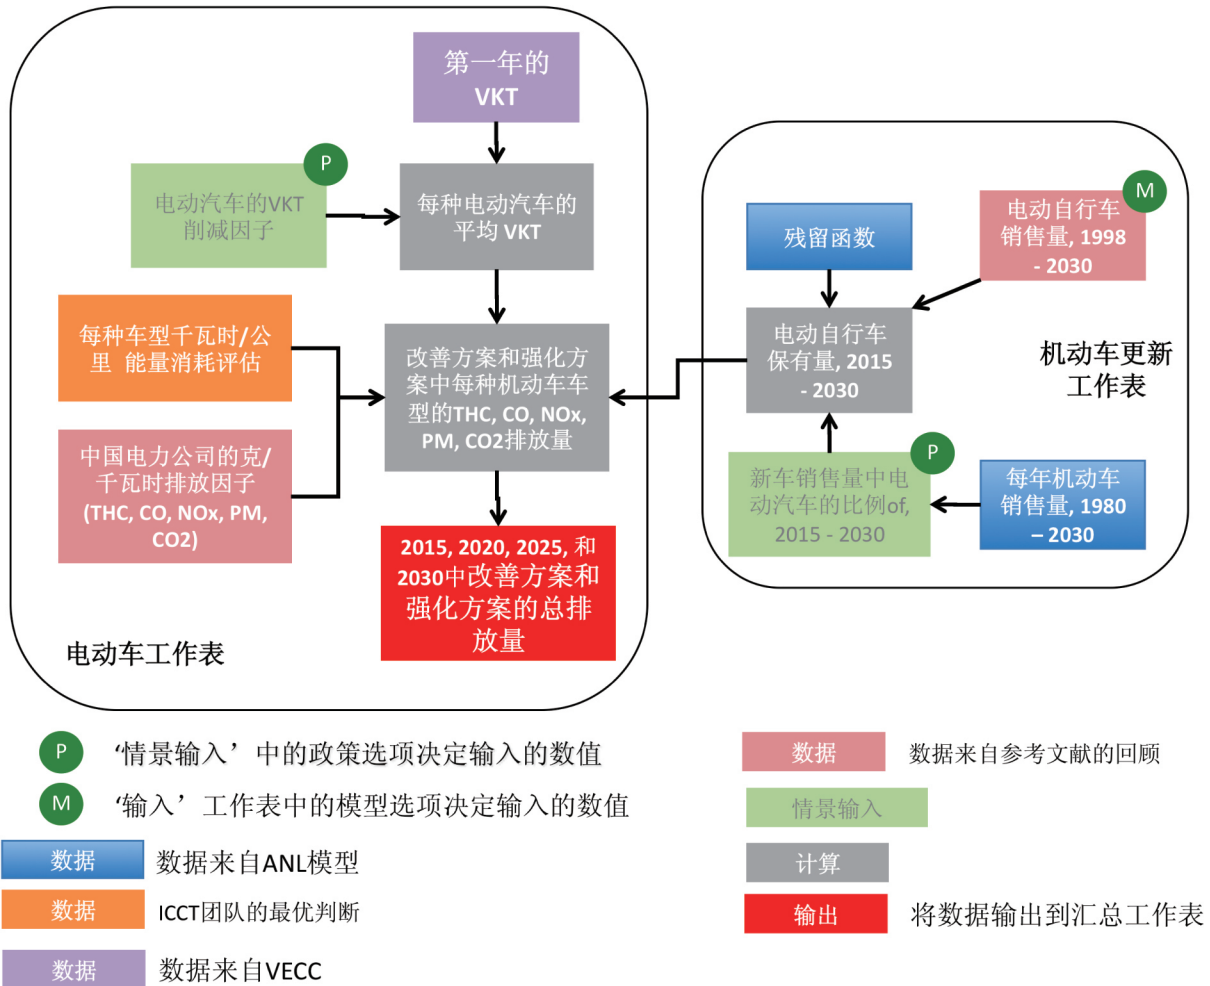 第一年的
VKT
P
电动汽车的VKT
削减因子
每种电动汽车的
平均 VKT
每种车型千瓦时/公
里 能量消耗评估
改善方案和强化方
案中每种机动车车
型的THC, CO, NOx,
PM, CO2排放量
中国电力公司的克/
千瓦时排放因子
(THC, CO, NOx, PM,
CO2)
2015, 2020, 2025, 和
2030中改善方案和
强化方案的总排
放量
电动车工作表
M
残留函数
电动自行车
销售量, 1998
- 2030
电动自行车
保有量, 2015
- 2030
机动车更新
工作表
P
新车销售量中电
动汽车的比例of,
2015 - 2030
每年机动车
销售量, 1980
– 2030
P
‘情景输入’中的政策选项决定输入的数值
M
‘输入’工作表中的模型选项决定输入的数值
数据
数据来自ANL模型
数据
ICCT团队的最优判断
数据
数据来自VECC
数据
数据来自参考文献的回顾
情景输入
计算
输出
将数据输出到汇总工作表